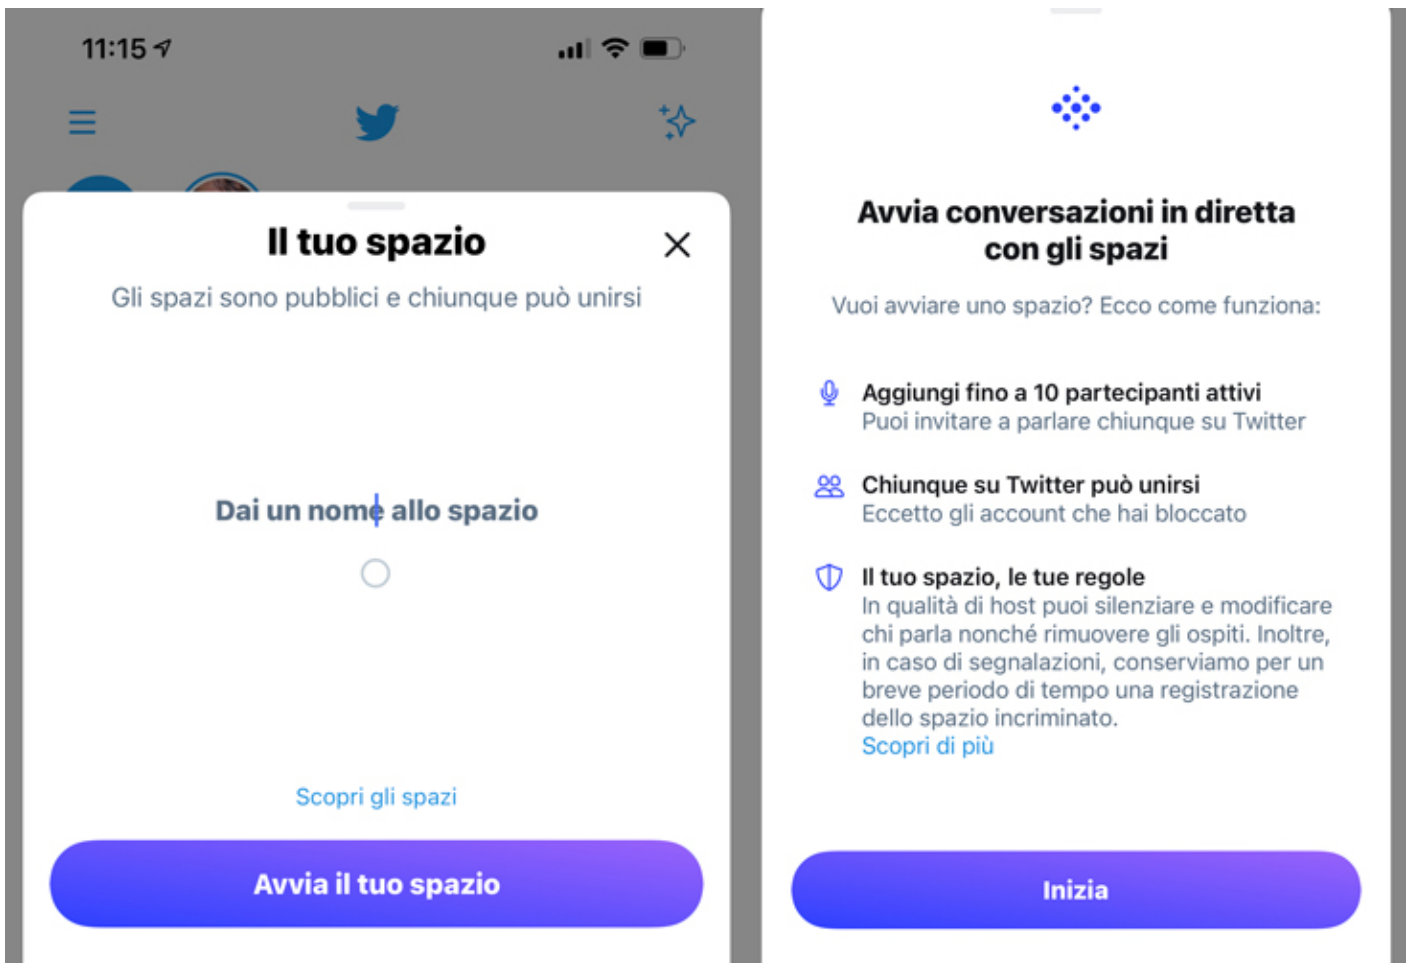 11:15
Il tuo spazio
Gli spazi sono pubblici e chiunque può unirsi
Dai un nome allo spazio
Scopri gli spazi
Avvia il tuo spazio
Avvia conversazioni in diretta
con gli spazi
Vuoi avviare uno spazio? Ecco come funziona:
Aggiungi fino a 10 partecipanti attivi
Puoi invitare a parlare chiunque su Twitter
Chiunque su Twitter può unirsi
Eccetto gli account che hai bloccato
Il tuo spazio, le tue regole
In qualità di host puoi silenziare e modificare
chi parla nonché rimuovere gli ospiti. Inoltre,
in caso di segnalazioni, conserviamo per un
breve periodo di tempo una registrazione
dello spazio incriminato.
Scopri di più
Inizia